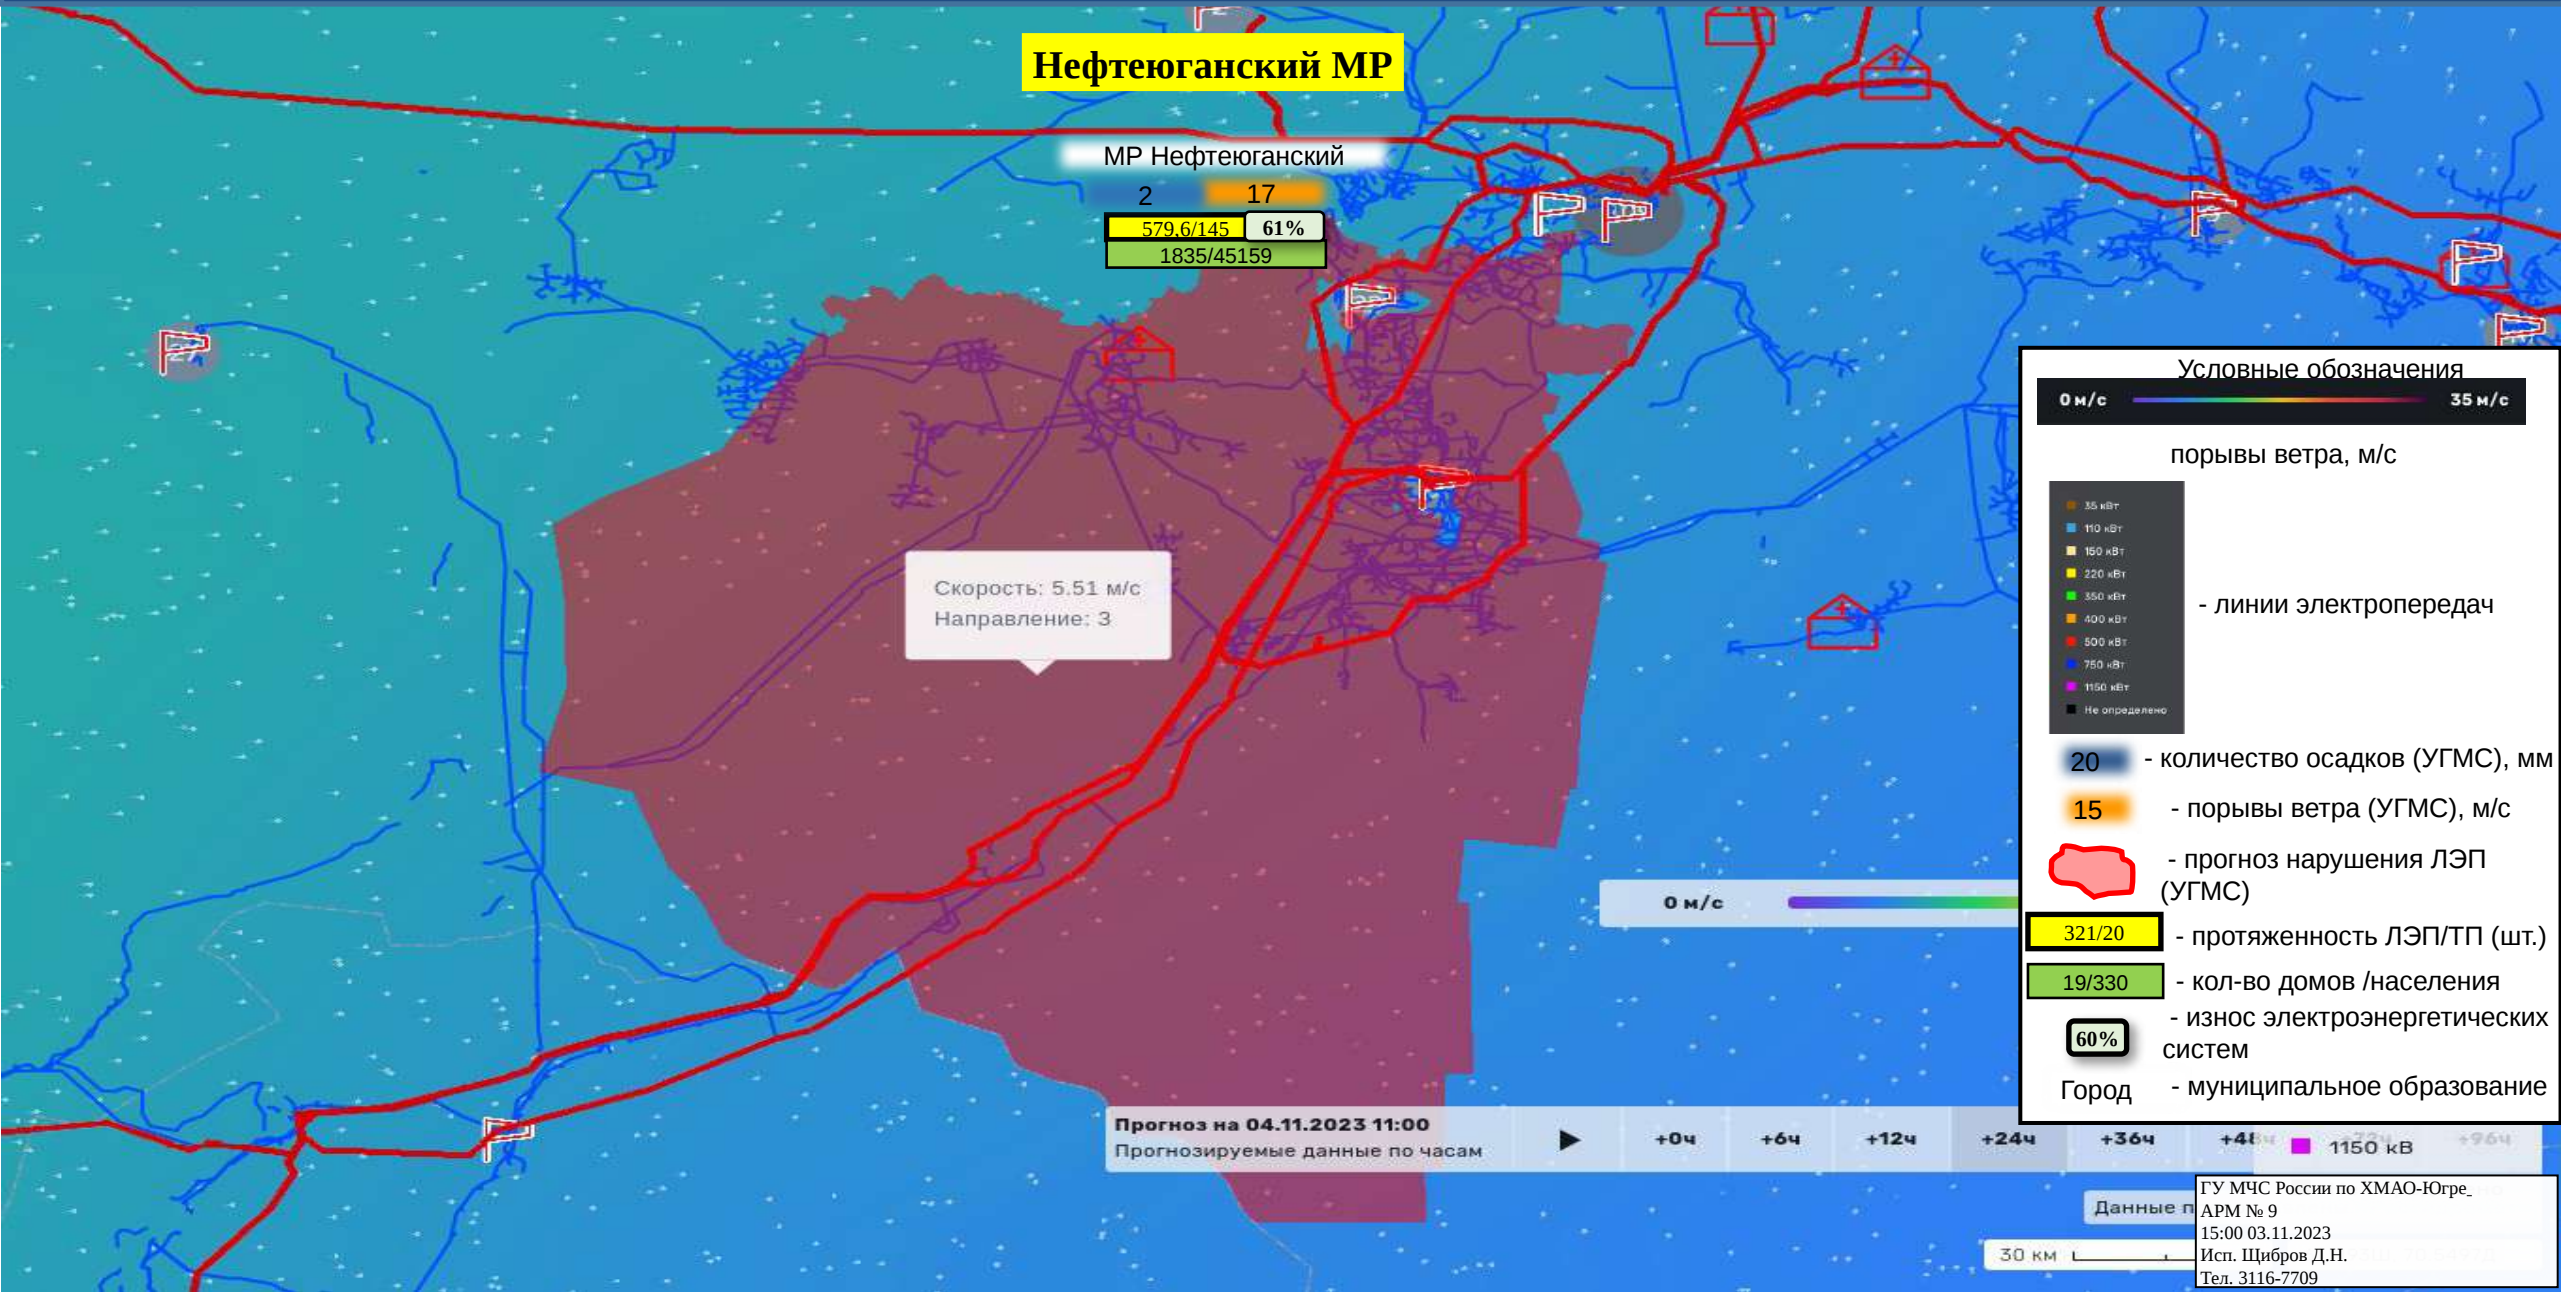 Нефтеюганский МР
МР Нефтеюганский
2
17
579,6/145
61%
1835/45159
Скорость: 5.51 м/с
Направление: З
Условные обозначения
0 м/с
35 м/с
порывы ветра, м/с
35 кВт
110 кВт
150 кВт
220 кВт
350 кВт
400 кВт
500 кВт
750 кВт
1150 кВт
Не определено
- линии электропередач
20
- количество осадков (УГМС), мм
15
- порывы ветра (УГМС), м/с
- прогноз нарушения ЛЭП
(УГМС)
321/20
- протяженность ЛЭП/ТП (шт.)
19/330
- кол-во домов /населения
60%
- износ электроэнергетических
систем
Город
- муниципальное образование
0 м/с
Прогноз на 04.11.2023 11:00
Прогнозируемые данные по часам
+0ч
+6ч
+12ч
+24ч
+36ч
+48ч
+72ч
+96ч
1150 кВ
Данные п
30 км
ГУ МЧС России по ХМАО-Югре
АРМ № 9
15:00 03.11.2023
Исп. Щибров Д.Н.
Тел. 3116-7709